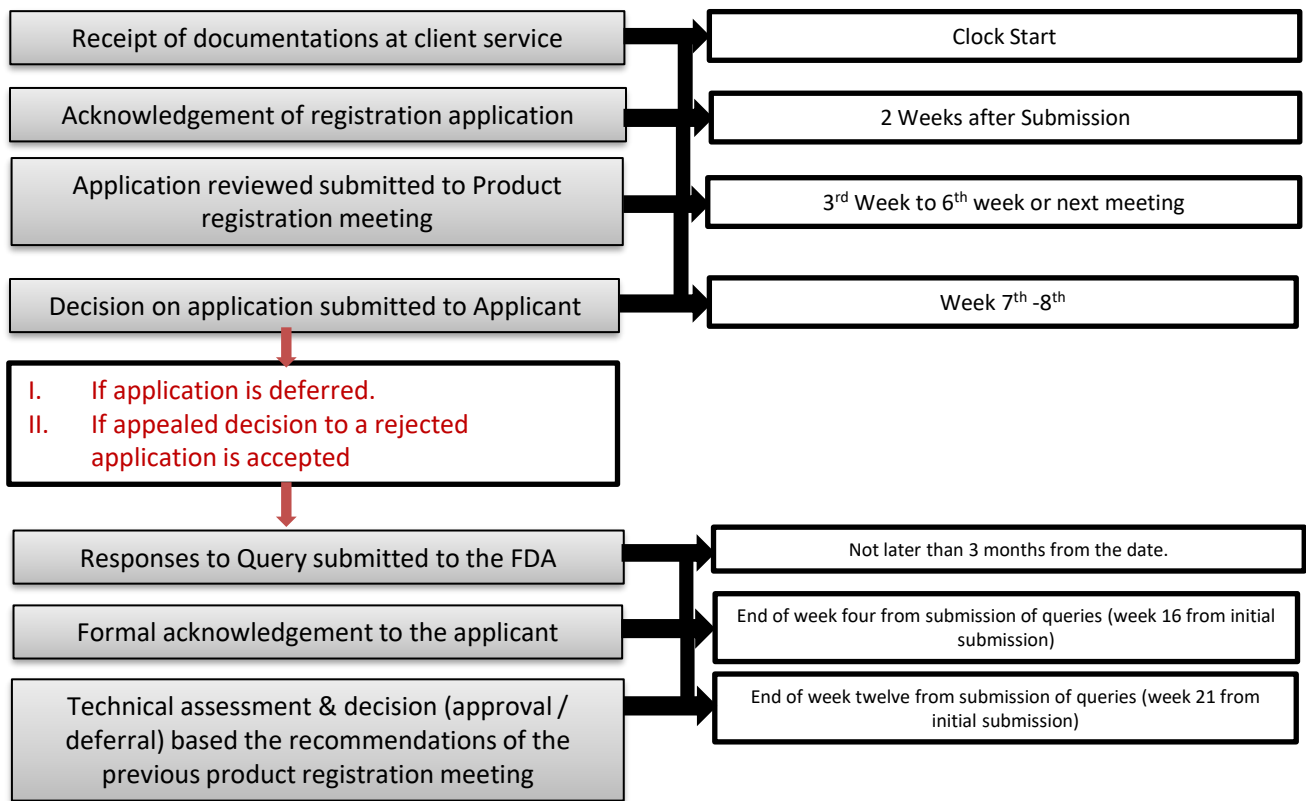 Receipt of documentations at client service
Clock Start
Acknowledgement of registration application
2 Weeks after Submission
Application reviewed submitted to Product
registration meeting
3rd Week to 6th week or next meeting
Decision on application submitted to Applicant
Week 7th -8th
I. If application is deferred.
II. If appealed decision to a rejected
application is accepted
Responses to Query submitted to the FDA
Not later than 3 months from the date.
Formal acknowledgement to the applicant
End of week four from submission of queries (week 16 from initial
submission)
Technical assessment & decision (approval /
deferral) based the recommendations of the
previous product registration meeting
End of week twelve from submission of queries (week 21 from
initial submission)